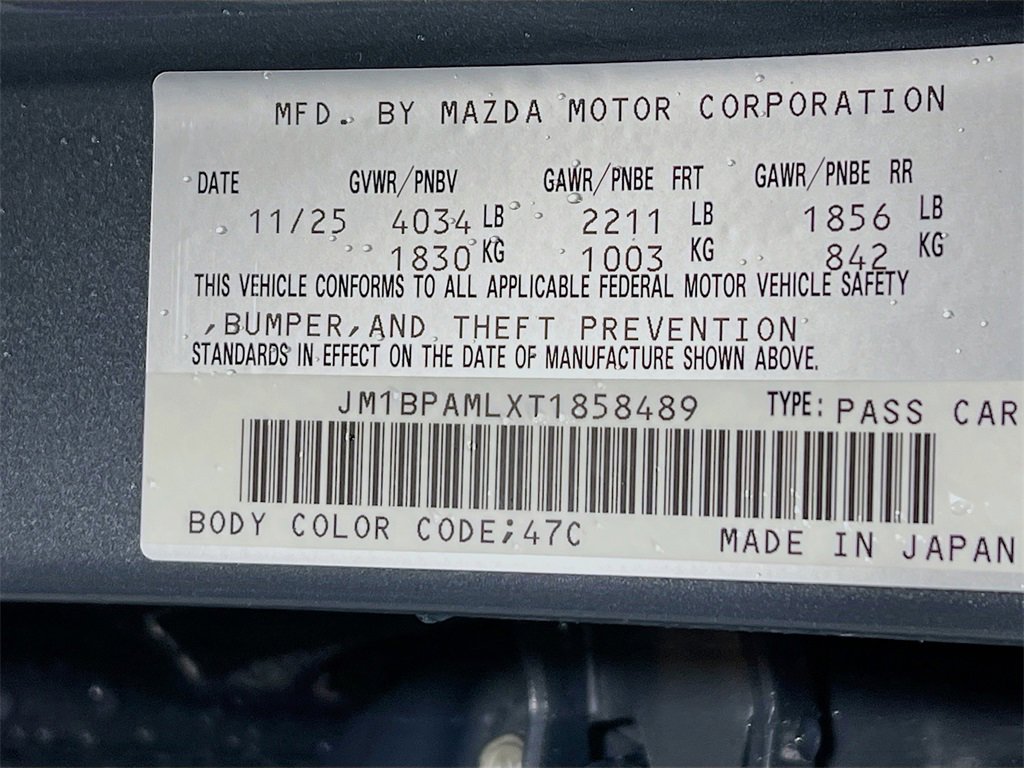 MFD. BY MAZDA MOTOR CORPORATION
DATE GVWR/PNBV GAWR/PNBE FRT GAWR/PNBE RR
11/25 4034 LB 2211 LB 1856 LB
1830 KG 1003 KG 842 KG
THIS VEHICLE CONFORMS TO ALL APPLICABLE FEDERAL MOTOR VEHICLE SAFETY
,BUMPER,AND THEFT PREVENTION
STANDARDS IN EFFECT ON THE DATE OF MANUFACTURE SHOWN ABOVE.
JM1BPAMLXT1858489 TYPE: PASS CAR
BODY COLOR CODE;47C MADE IN JAPAN